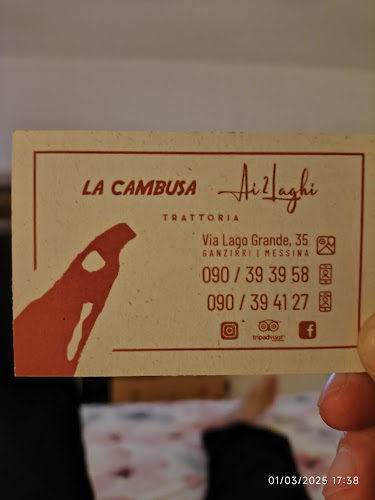 LA CAMBUSA Ai 2 Laghi
TRATTORIA
Via Lago Grande, 35
GANZIRRI | MESSINA
090 / 39 39 58
090 / 39 41 27
tripadvisor
01/03/2025 17:38